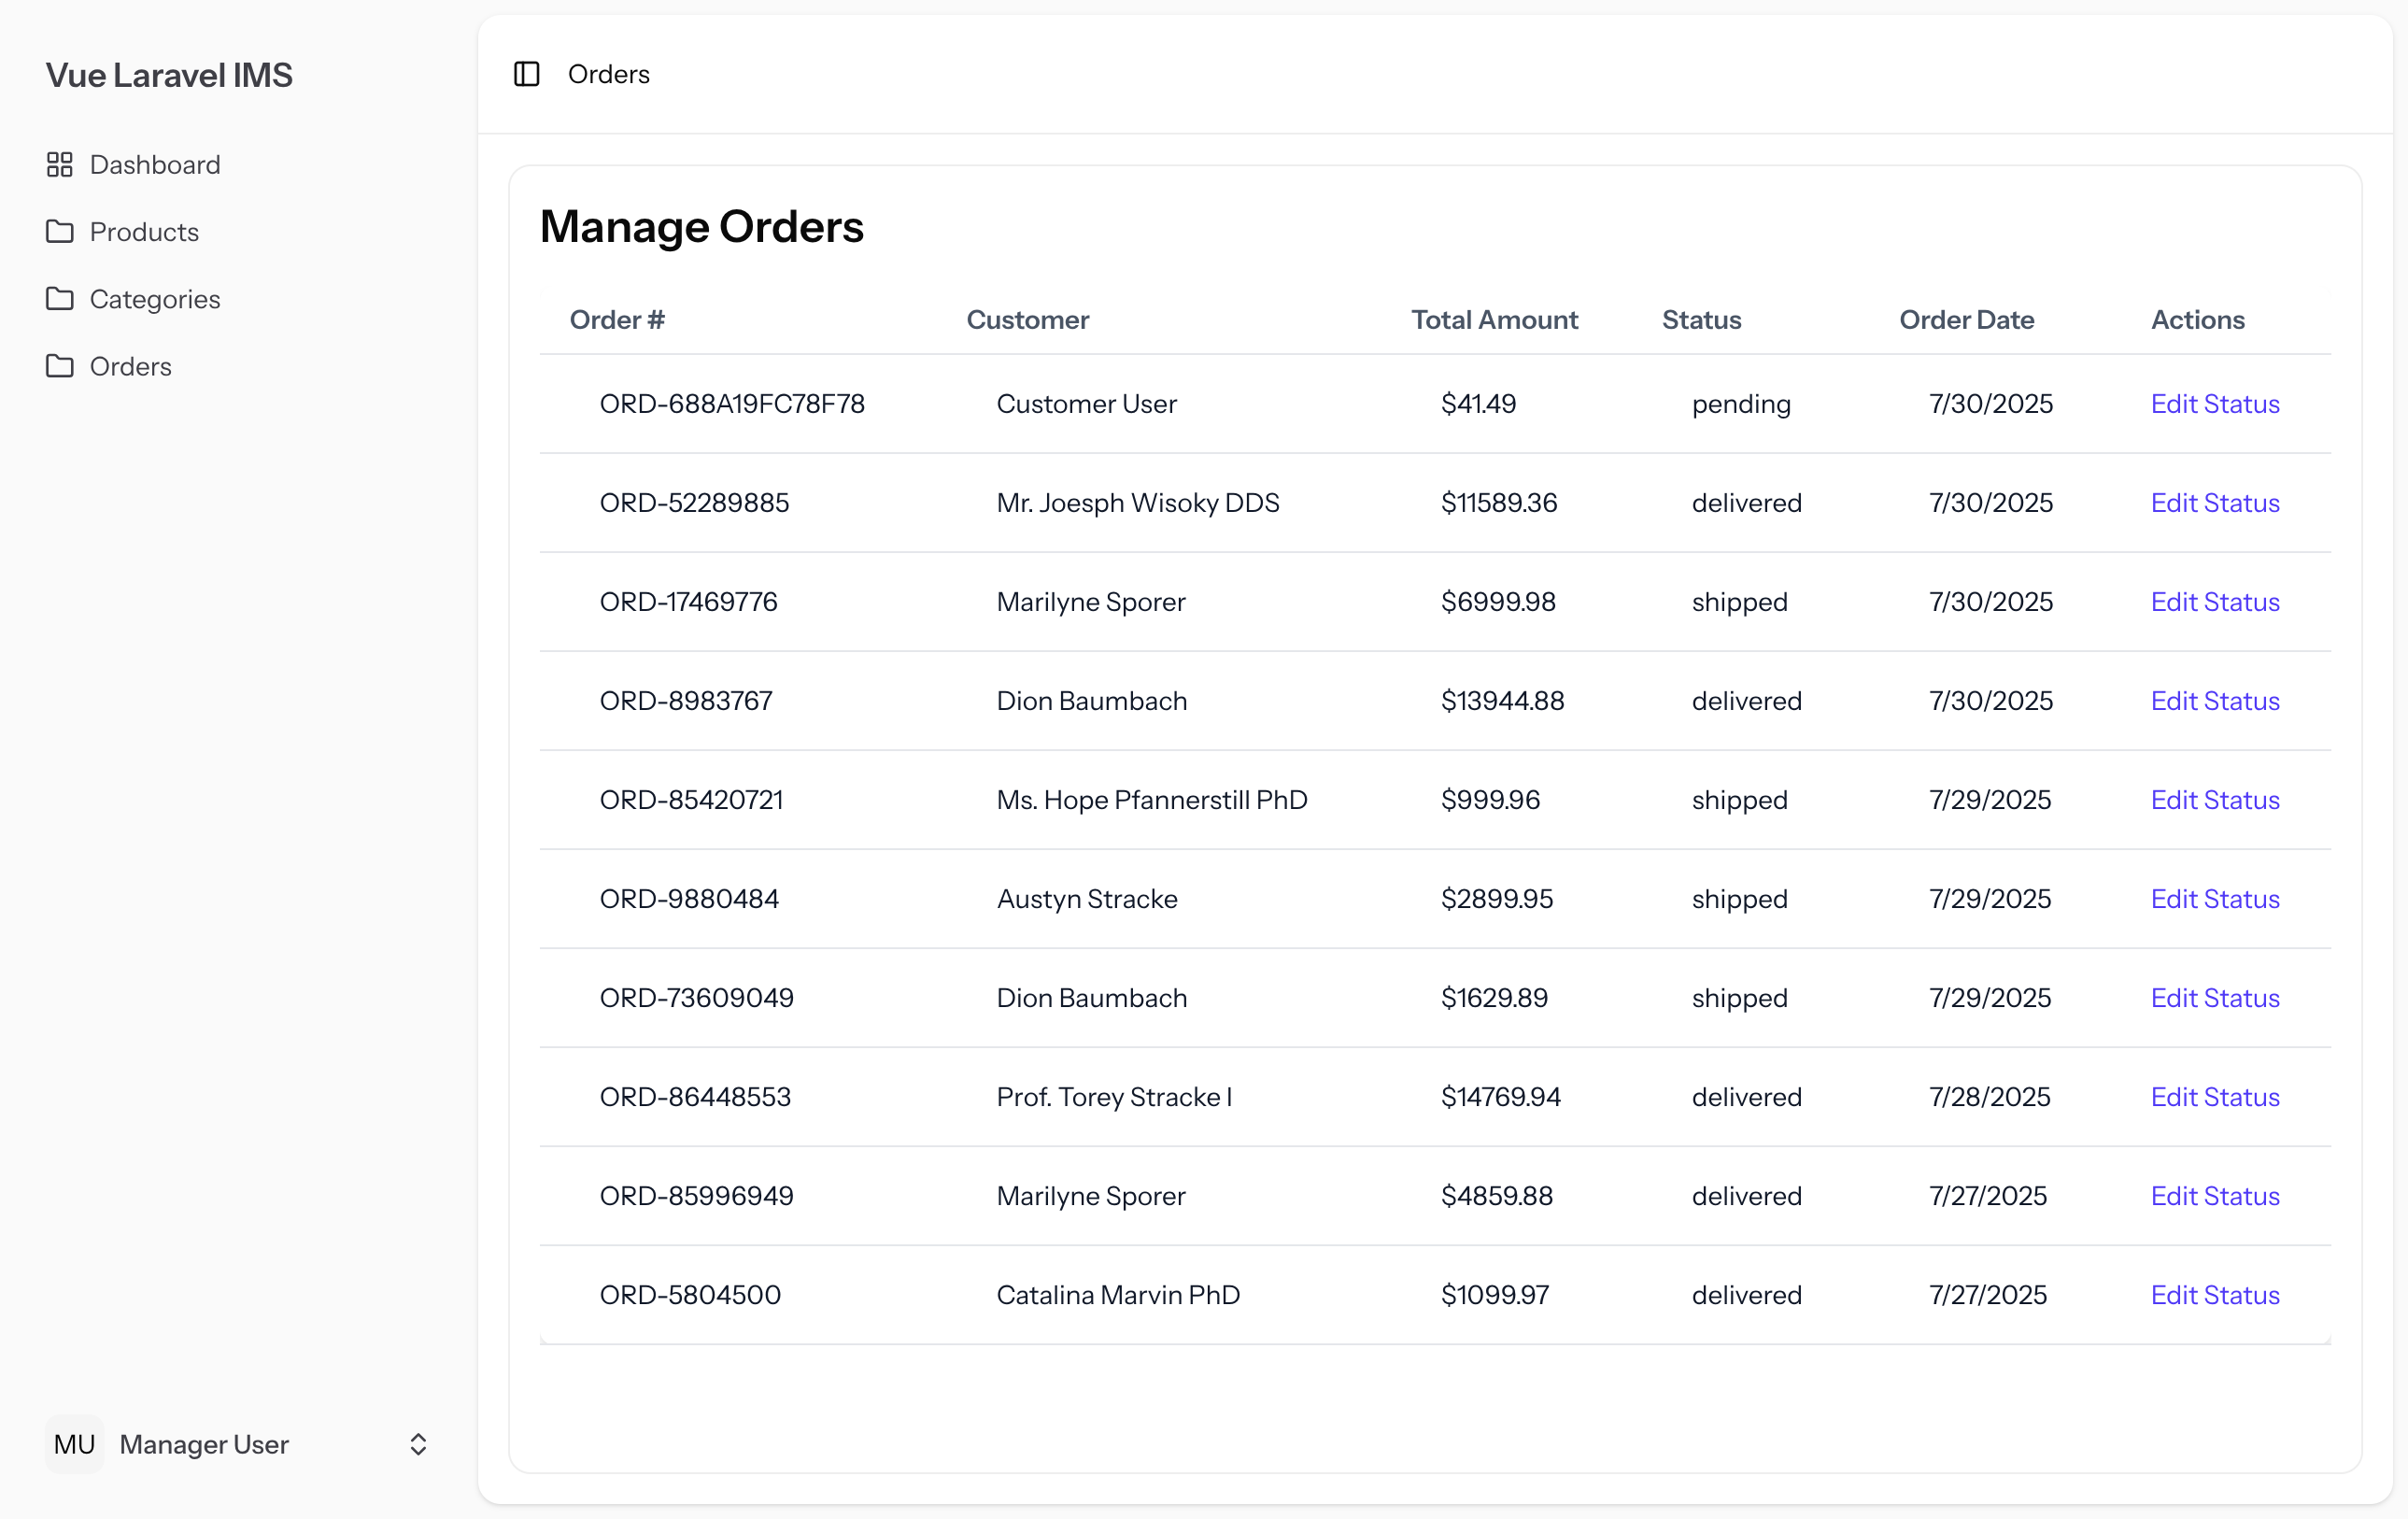 Vue Laravel IMS
Dashboard
Products
Categories
Orders
Orders
Manage Orders
Order # Customer Total Amount Status Order Date Actions
ORD-688A19FC78F78 Customer User $41.49 pending 7/30/2025 Edit Status
ORD-52289885 Mr. Joesph Wisoky DDS $11589.36 delivered 7/30/2025 Edit Status
ORD-17469776 Marilyne Sporer $6999.98 shipped 7/30/2025 Edit Status
ORD-8983767 Dion Baumbach $13944.88 delivered 7/30/2025 Edit Status
ORD-85420721 Ms. Hope Pfannerstill PhD $999.96 shipped 7/29/2025 Edit Status
ORD-9880484 Austyn Stracke $2899.95 shipped 7/29/2025 Edit Status
ORD-73609049 Dion Baumbach $1629.89 shipped 7/29/2025 Edit Status
ORD-86448553 Prof. Torey Stracke I $14769.94 delivered 7/28/2025 Edit Status
ORD-85996949 Marilyne Sporer $4859.88 delivered 7/27/2025 Edit Status
ORD-5804500 Catalina Marvin PhD $1099.97 delivered 7/27/2025 Edit Status
MU Manager User